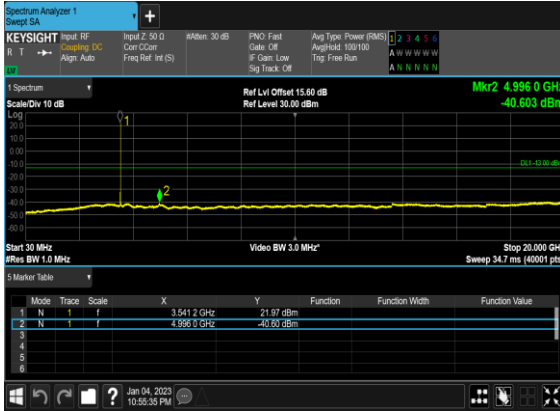 Spectrum Analyzer 1
Swept SA
+
KEYSIGHT Input: RF Input Z: 50 Ω #Atten: 30 dB PNO: Fast Avg Type: Power (RMS) 1 2 3 4 5 6
R T Coupling: DC Corr CCorr Gate: Off Avg|Hold: 100/100 A W W W W W
Align: Auto Freq Ref: Int (S) IF Gain: Low Trig: Free Run
Sig Track: Off A N N N N N
1 Spectrum Ref Lvl Offset 15.60 dB Mkr2 4.996 0 GHz
Scale/Div 10 dB Ref Level 30.00 dBm -40.603 dBm
Log
20.0
10.0
0.00
-10.0
DL1 -13.00 dBm
-20.0
-30.0
-40.0
-50.0
-60.0
1
2
Start 30 MHz Video BW 3.0 MHz* Stop 20.000 GH
#Res BW 1.0 MHz Sweep 34.7 ms (40001 pts
5 Marker Table
Mode Trace Scale X Y Function Function Width Function Value
1 N 1 f 3.541 2 GHz 21.97 dBm
2 N 1 f 4.996 0 GHz -40.60 dBm
3
4
5
6
? Jan 04, 2023
10:55:35 PM